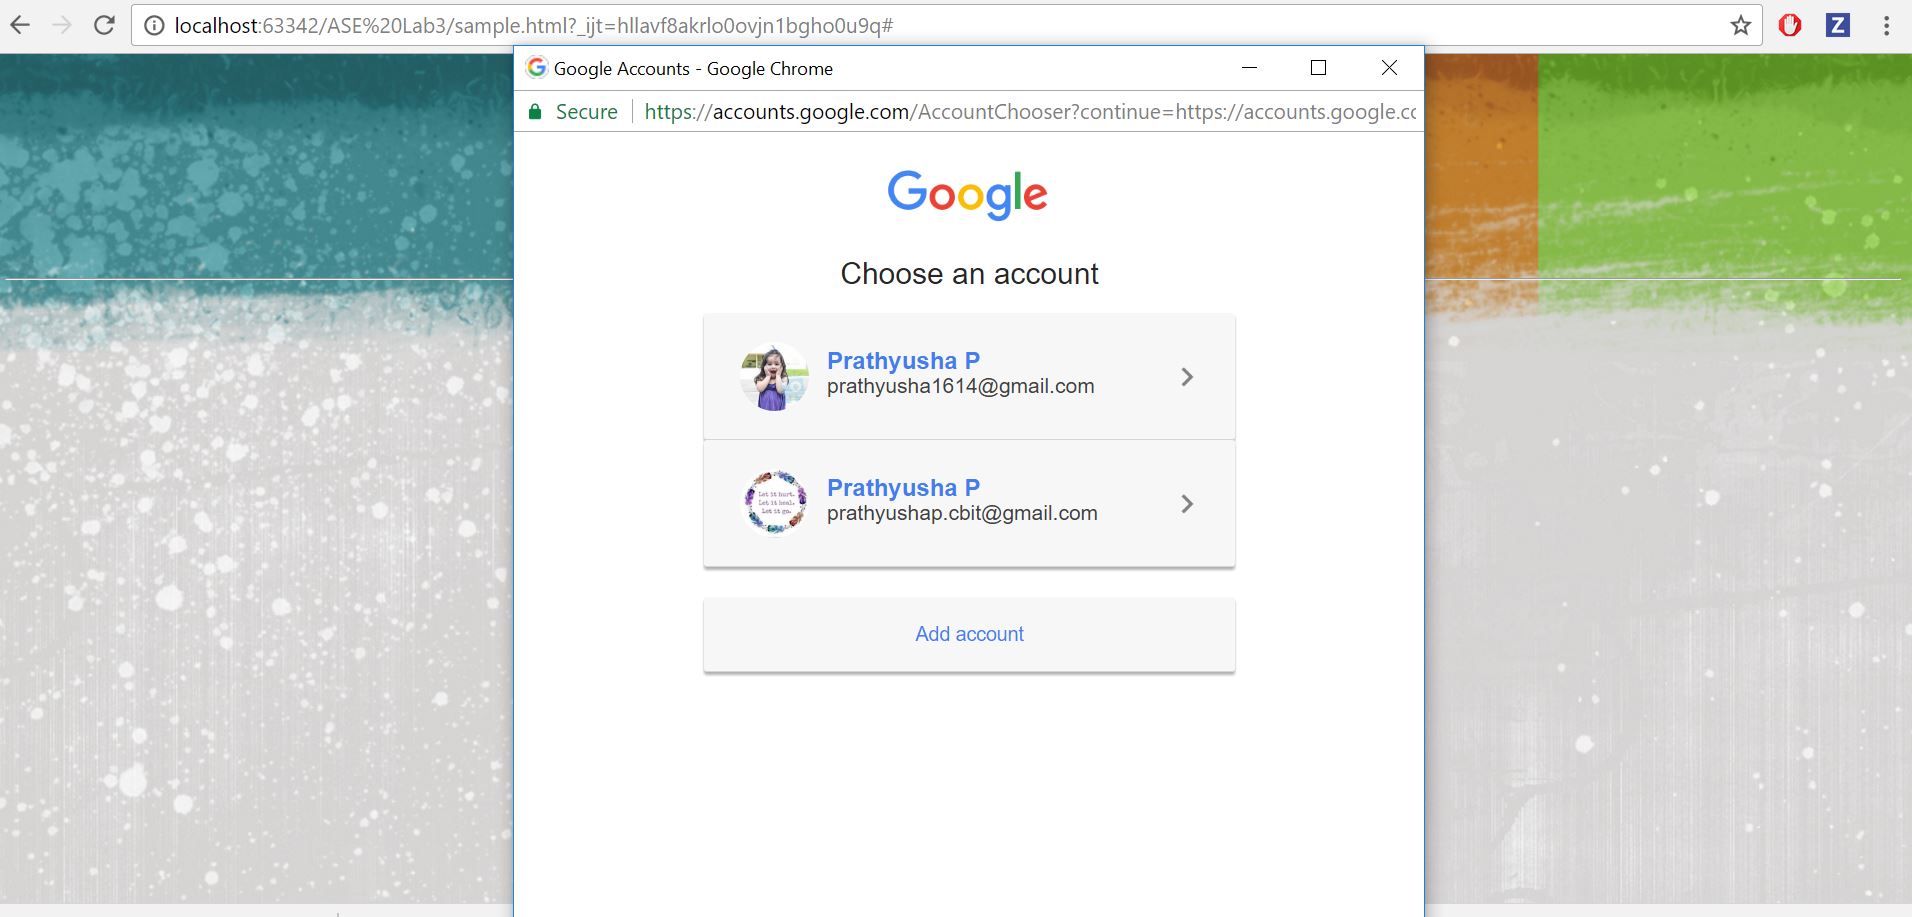 localhost:63342/ASE%20Lab3/sample.html?_ijt=hllavf8akrlo0ovjn1bgho0u9q#
Z
Google Accounts - Google Chrome
Secure
https://accounts.google.com/AccountChooser?continue=https://accounts.google.cc
Google
Choose an account
Prathyusha P
prathyusha1614@gmail.com
Let it hurt.
Let it heal.
Let it go.
Prathyusha P
prathyushap.cbit@gmail.com
Add account